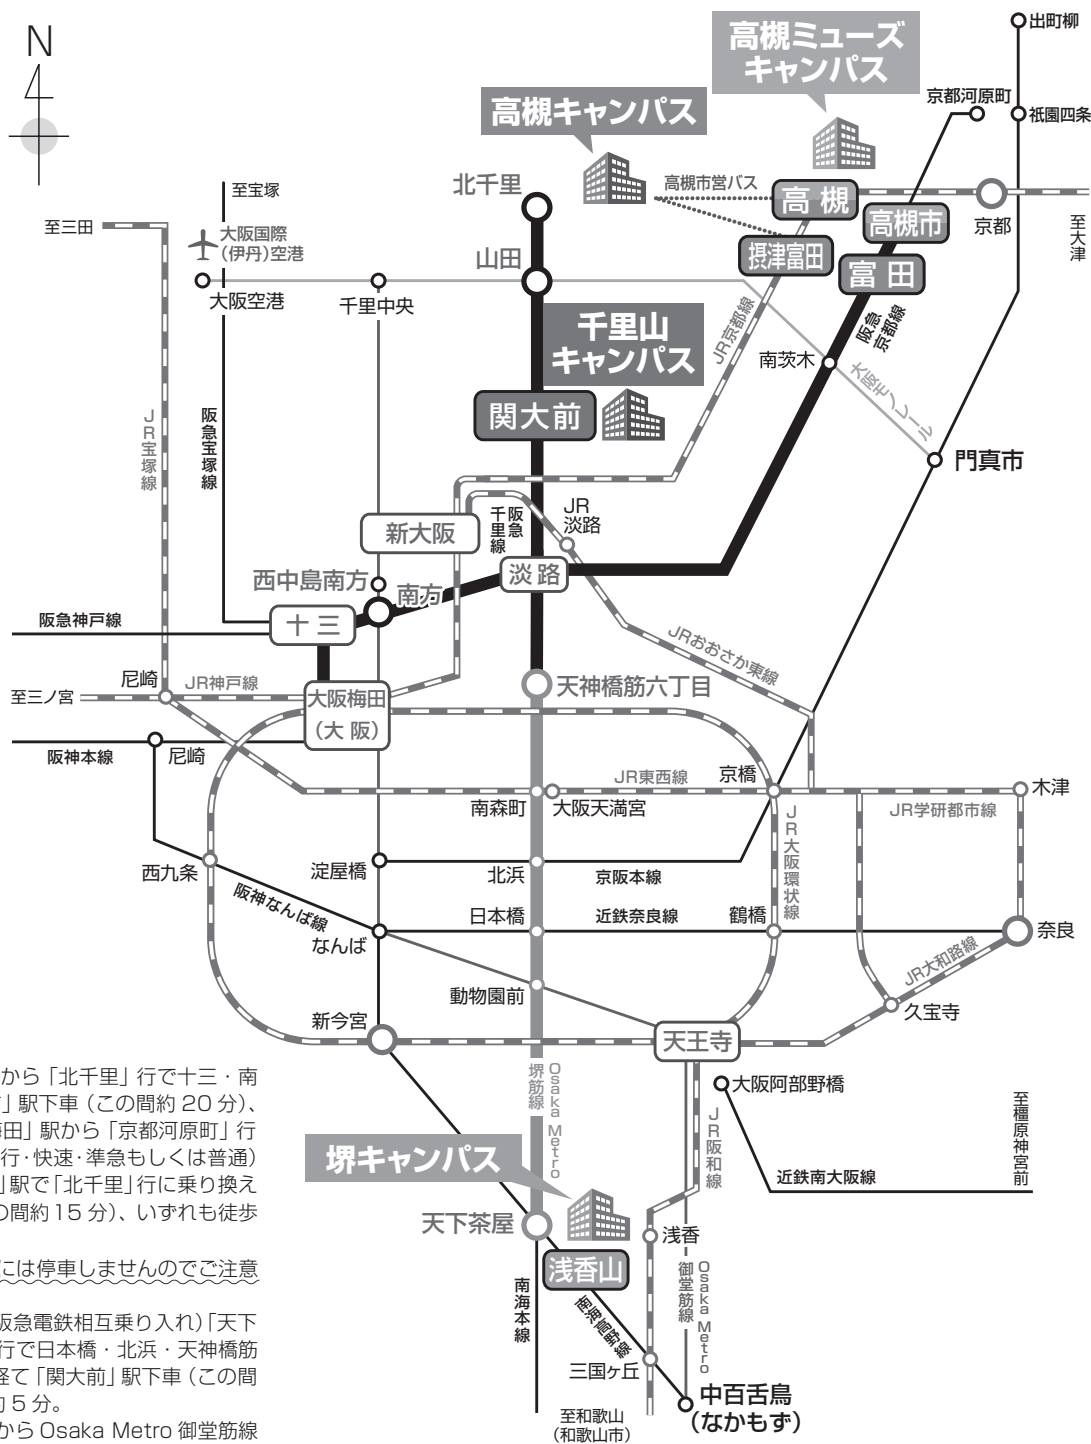 N
高槻ミューズ
キャンパス
出町柳
京都河原町
祇園四条
高槻キャンパス
至宝塚
北千里
高槻市営バス
高槻
高槻市
京都
至大津
至三田
大阪国際
(伊丹)空港
山田
摂津富田
富田
大阪空港
千里中央
千里山
キャンパス
JR京都線
阪急
京都線
南茨木
大阪モノレール
関大前
JR宝塚線
阪急宝塚線
門真市
新大阪
阪急
千里線
JR
淡路
西中島南方
南方
淡路
阪急神戸線
十三
JRおおさか東線
尼崎
JR神戸線
至三ノ宮
大阪梅田
(大阪)
天神橋筋六丁目
阪神本線
尼崎
JR東西線
京橋
木津
南森町
大阪天満宮
JR学研都市線
JR大阪環状線
西九条
淀屋橋
北浜
京阪本線
阪神なんば線
日本橋
近鉄奈良線
鶴橋
なんば
奈良
JR大和路線
動物園前
久宝寺
新今宮
天王寺
から「北千里」行で十三・南
」駅下車(この間約20分)、
梅田」駅から「京都河原町」行
行・快速・準急もしくは普通)
」駅で「北千里」行に乗り換え
の間約15分)、いずれも徒歩
には停車しませんのでご注意
阪急電鉄相互乗り入れ)「天下
行で日本橋・北浜・天神橋筋
経て「関大前」駅下車(この間
約5分。
からOsaka Metro 御堂筋線
堺筋線
Osaka Metro
大阪阿部野橋
JR阪和線
至橿原神宮前
近鉄南大阪線
堺キャンパス
天下茶屋
浅香
浅香山
南海本線
南海高野線
御堂筋線
Osaka Metro
三国ヶ丘
中百舌鳥
(なかもず)
至和歌山
(和歌山市)